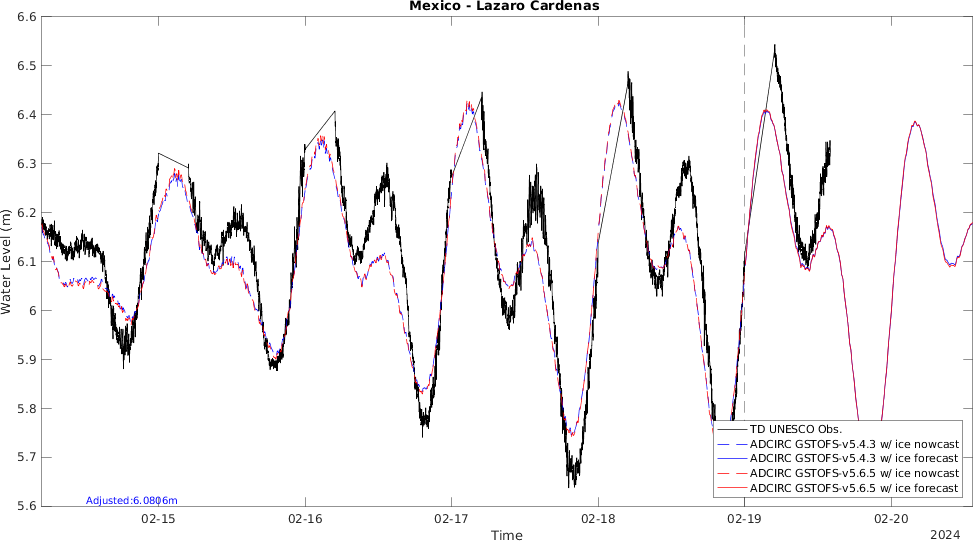 Mexico - Lazaro Cardenas
6.6
6.5
6.4
6.3
6.2
6.1
6
5.9
5.8
5.7
5.6
Water Level (m)
TD UNESCO Obs.
ADCIRC GSTOFS-v5.4.3 w/ ice nowcast
ADCIRC GSTOFS-v5.4.3 w/ ice forecast
ADCIRC GSTOFS-v5.6.5 w/ ice nowcast
ADCIRC GSTOFS-v5.6.5 w/ ice forecast
Adjusted:6.0806m
02-15
02-16
02-17
02-18
02-19
02-20
Time
2024